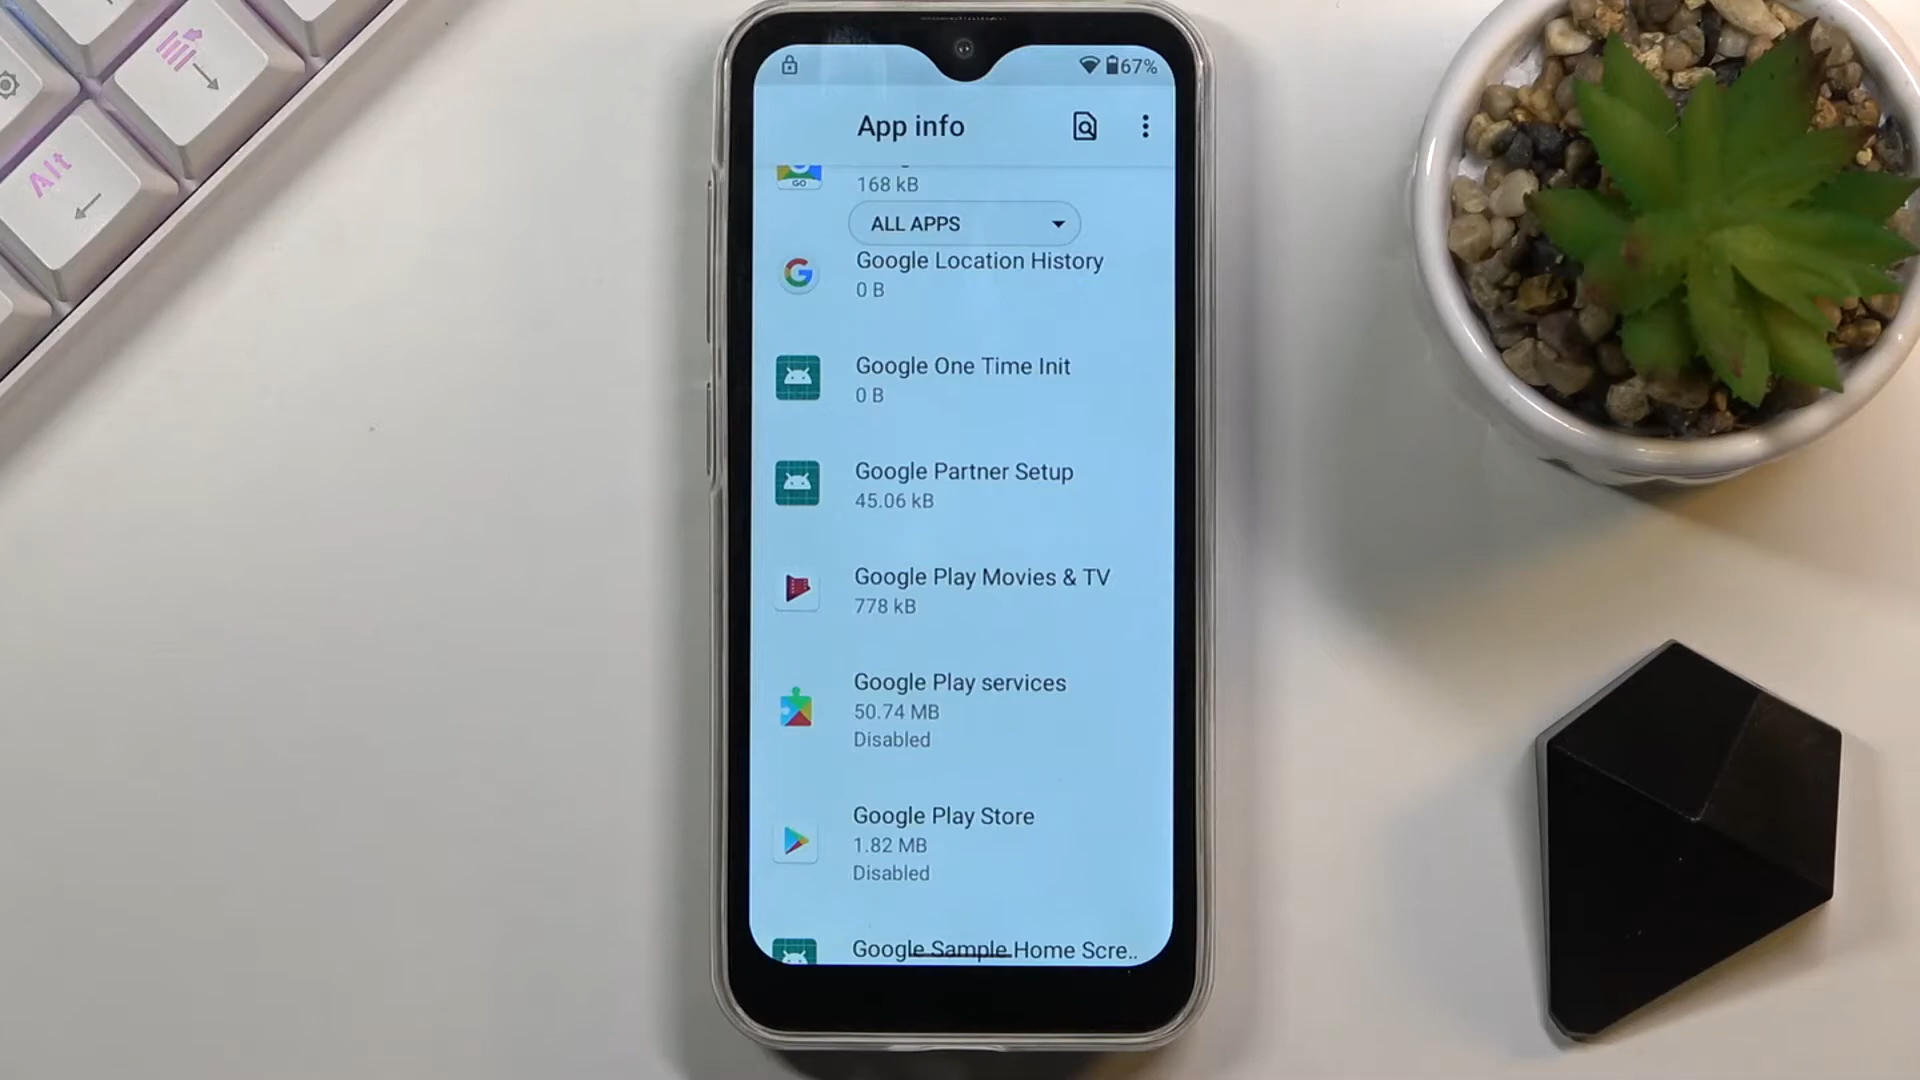 Alt
67%
App info
GO
168 kB
ALL APPS
Google Location History
0 B
Google One Time Init
0 B
Google Partner Setup
45.06 kB
Google Play Movies & TV
778 kB
Google Play services
50.74 MB
Disabled
Google Play Store
1.82 MB
Disabled
Google Sample Home Scre..